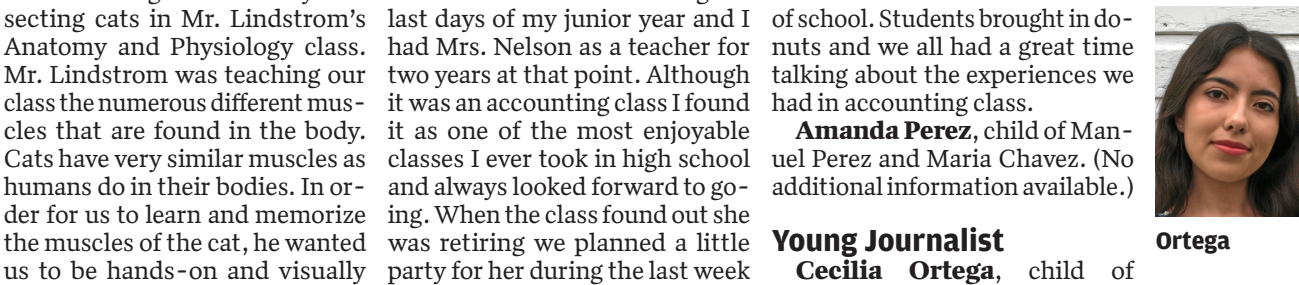 secting cats in Mr. Lindstrom's
Anatomy and Physiology class.
Mr. Lindstrom was teaching our
class the numerous different mus-
cles that are found in the body.
Cats have very similar muscles as
humans do in their bodies. In or-
der for us to learn and memorize
the muscles of the cat, he wanted
us to be hands-on and visually
last days of my junior year and I
had Mrs. Nelson as a teacher for
two years at that point. Although
it was an accounting class I found
it as one of the most enjoyable
classes I ever took in high school
and always looked forward to go-
ing. When the class found out she
was retiring we planned a little
party for her during the last week
of school. Students brought in do-
nuts and we all had a great time
talking about the experiences we
had in accounting class.
Amanda Perez, child of Man-
uel Perez and Maria Chavez. (No
additional information available.)
Young Journalist
Cecilia Ortega, child of
Ortega